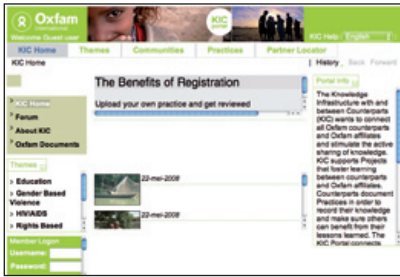 Oxfam
International
Welcome Guest user
KIC
portal
KIC Help English
KIC Home Themes Communities Practices Partner Locator
KIC Home
History Back Forward
The Benefits of Registration
Upload your own practice and get reviewed
> KIC Home
> Forum
> About KIC
> Oxfam Documents
Themes
> Education
> Gender Based
Violence
> HIV/AIDS
> Rights Based
Member Logon
Username:
Password:
22-mei-2008
22-mei-2008
Portal Info
The Knowledge
Infrastructure with and
between Counterparts
(KIC) wants to connect
all Oxfam counterparts
and Oxfam affiliates
and stimulate the active
sharing of knowledge.
KIC supports Projects
that foster learning
between counterparts
and Oxfam affiliates.
Counterparts document
Practices in order to
record their knowledge
and make sure others
can benefit from their
lessons learned. The
KIC Portal connects